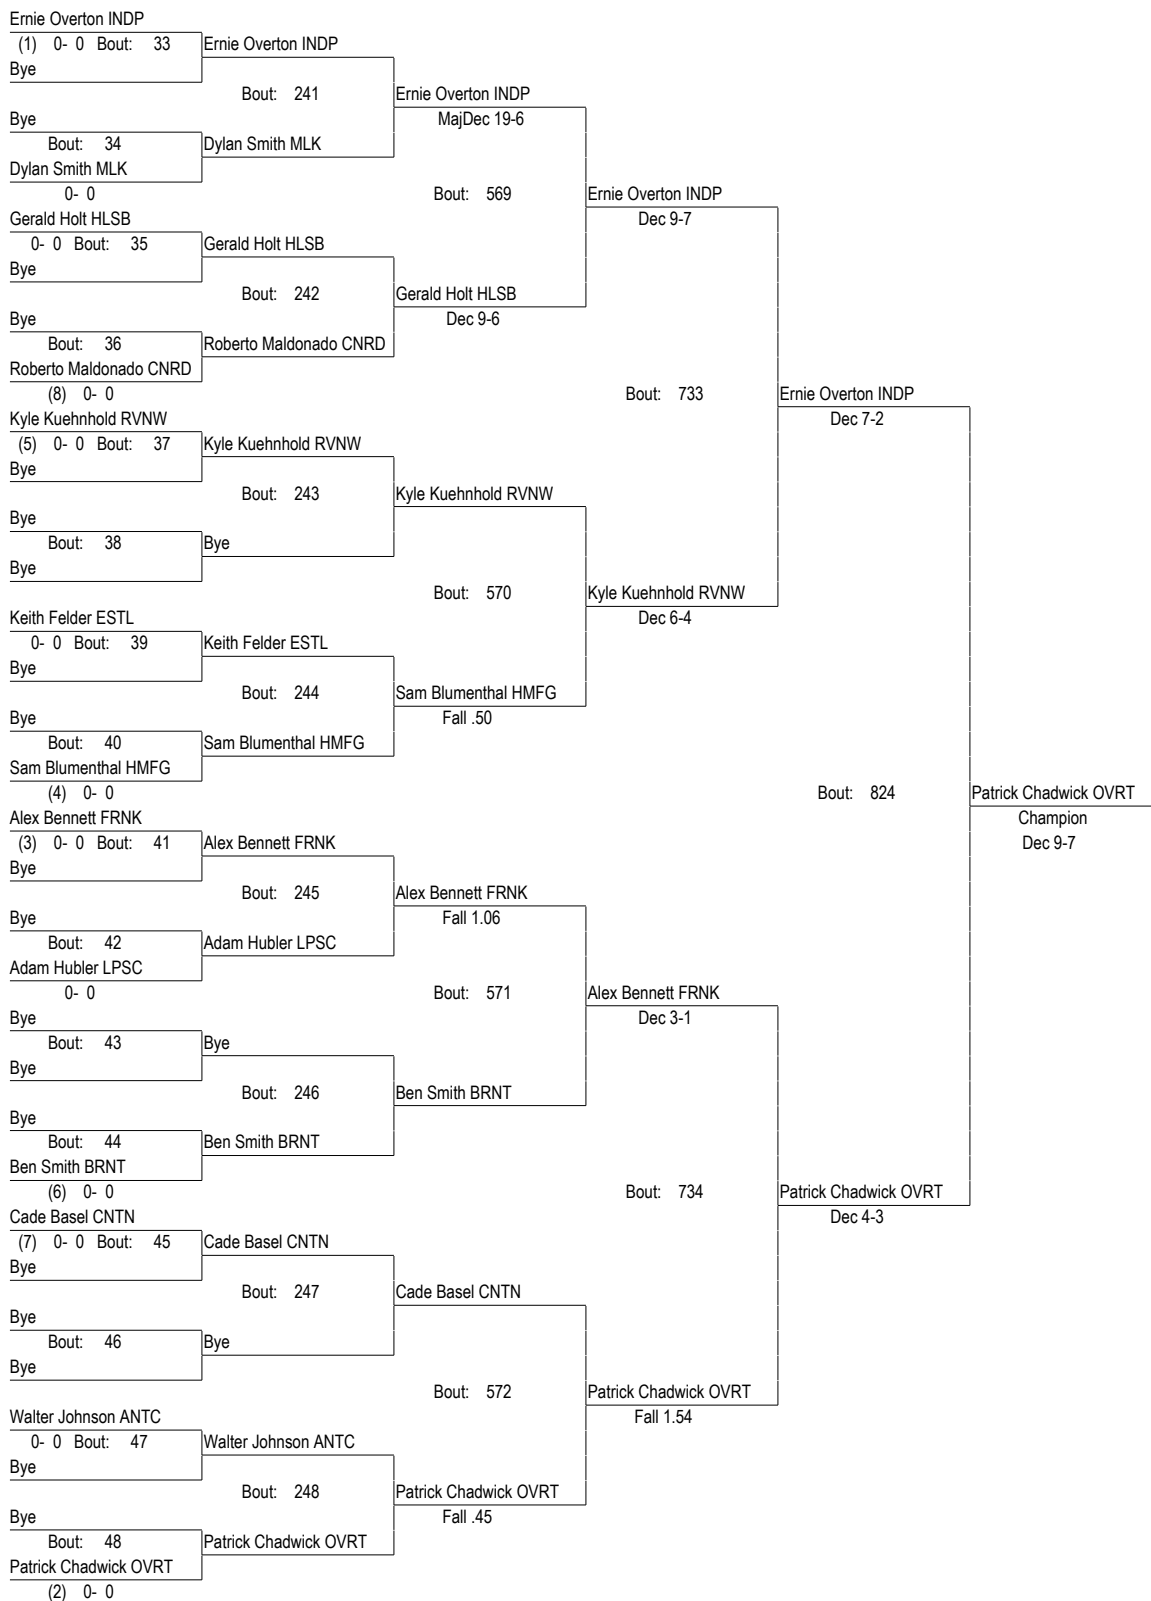 Ernie Overton INDP
(1) 0- 0 Bout: 33 Ernie Overton INDP
Bye
Bout: 241 Ernie Overton INDP
Bye MajDec 19-6
Bout: 34 Dylan Smith MLK
Dylan Smith MLK
0- 0 Bout: 569 Ernie Overton INDP
Gerald Holt HLSB Dec 9-7
0- 0 Bout: 35 Gerald Holt HLSB
Bye
Bout: 242 Gerald Holt HLSB
Bye Dec 9-6
Bout: 36 Roberto Maldonado CNRD
Roberto Maldonado CNRD
(8) 0- 0 Bout: 733 Ernie Overton INDP
Kyle Kuehnhold RVNW Dec 7-2
(5) 0- 0 Bout: 37 Kyle Kuehnhold RVNW
Bye
Bout: 243 Kyle Kuehnhold RVNW
Bye
Bout: 38 Bye
Bye
Bout: 570 Kyle Kuehnhold RVNW
Keith Felder ESTL Dec 6-4
0- 0 Bout: 39 Keith Felder ESTL
Bye
Bout: 244 Sam Blumenthal HMFG
Bye Fall .50
Bout: 40 Sam Blumenthal HMFG
Sam Blumenthal HMFG
(4) 0- 0 Bout: 824 Patrick Chadwick OVRT
Alex Bennett FRNK Champion
(3) 0- 0 Bout: 41 Alex Bennett FRNK Dec 9-7
Bye
Bout: 245 Alex Bennett FRNK
Bye Fall 1.06
Bout: 42 Adam Hubler LPSC
Adam Hubler LPSC
0- 0 Bout: 571 Alex Bennett FRNK
Bye Dec 3-1
Bout: 43 Bye
Bye
Bout: 246 Ben Smith BRNT
Bye
Bout: 44 Ben Smith BRNT
Ben Smith BRNT
(6) 0- 0 Bout: 734 Patrick Chadwick OVRT
Cade Basel CNTN Dec 4-3
(7) 0- 0 Bout: 45 Cade Basel CNTN
Bye
Bout: 247 Cade Basel CNTN
Bye
Bout: 46 Bye
Bye
Bout: 572 Patrick Chadwick OVRT
Walter Johnson ANTC Fall 1.54
0- 0 Bout: 47 Walter Johnson ANTC
Bye
Bout: 248 Patrick Chadwick OVRT
Bye Fall .45
Bout: 48 Patrick Chadwick OVRT
Patrick Chadwick OVRT
(2) 0- 0